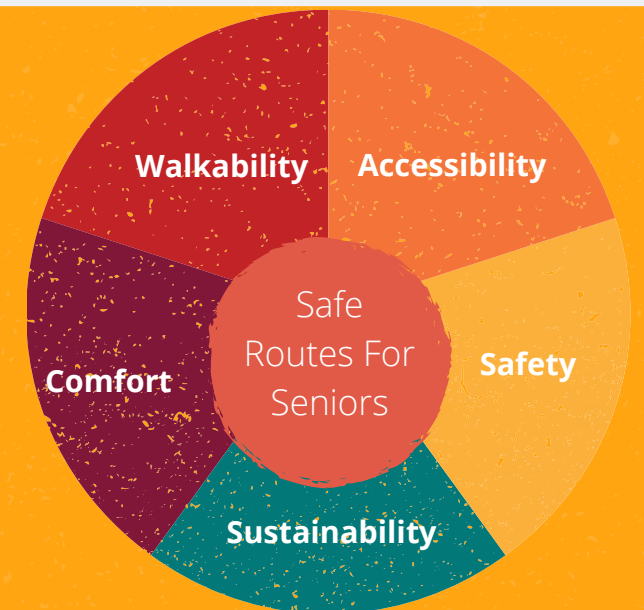 Walkability
Accessibility
Safe
Routes For
Seniors
Safety
Comfort
Sustainability